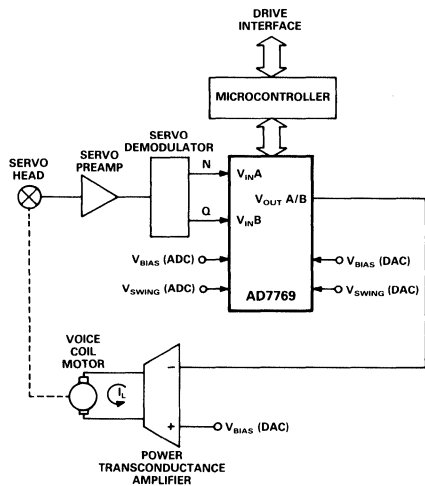 DRIVE
INTERFACE
MICROCONTROLLER
SERVO
DEMODULATOR
SERVO
PREAMP
SERVO
HEAD
N
Q
VINA
VOUT A/B
VINB
VBIAS (ADC)
VBIAS (DAC)
VSWING (ADC)
VSWING (DAC)
AD7769
VOICE
COIL
MOTOR
IL
−
+
VBIAS (DAC)
POWER
TRANSCONDUCTANCE
AMPLIFIER